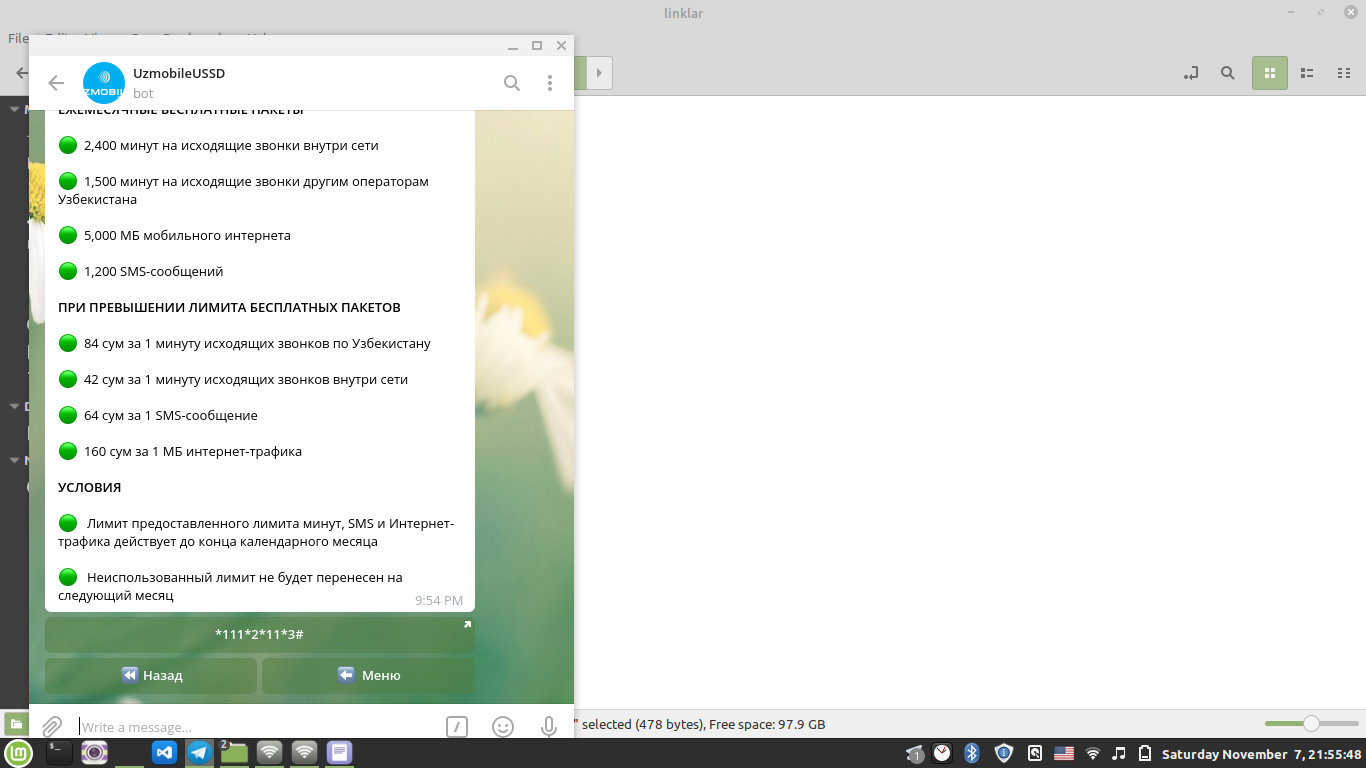 linklar
File
UzmobileUSSD
bot
ZMOBIL
ЕЖЕМЕСЯЧНЫЕ БЕСПЛАТНЫЕ ПАКЕТЫ
2,400 минут на исходящие звонки внутри сети
1,500 минут на исходящие звонки другим операторам
Узбекистана
5,000 МБ мобильного интернета
1,200 SMS-сообщений
ПРИ ПРЕВЫШЕНИИ ЛИМИТА БЕСПЛАТНЫХ ПАКЕТОВ
84 сум за 1 минуту исходящих звонков по Узбекистану
42 сум за 1 минуту исходящих звонков внутри сети
64 сум за 1 SMS-сообщение
160 сум за 1 МБ интернет-трафика
УСЛОВИЯ
Лимит предоставленного лимита минут, SMS и Интернет-
трафика действует до конца календарного месяца
Неиспользованный лимит не будет перенесен на
следующий месяц
9:54 PM
*111*2*11*3#
Назад
Меню
Write a message...
" selected (478 bytes), Free space: 97.9 GB
2
1
Saturday November 7, 21:55:48